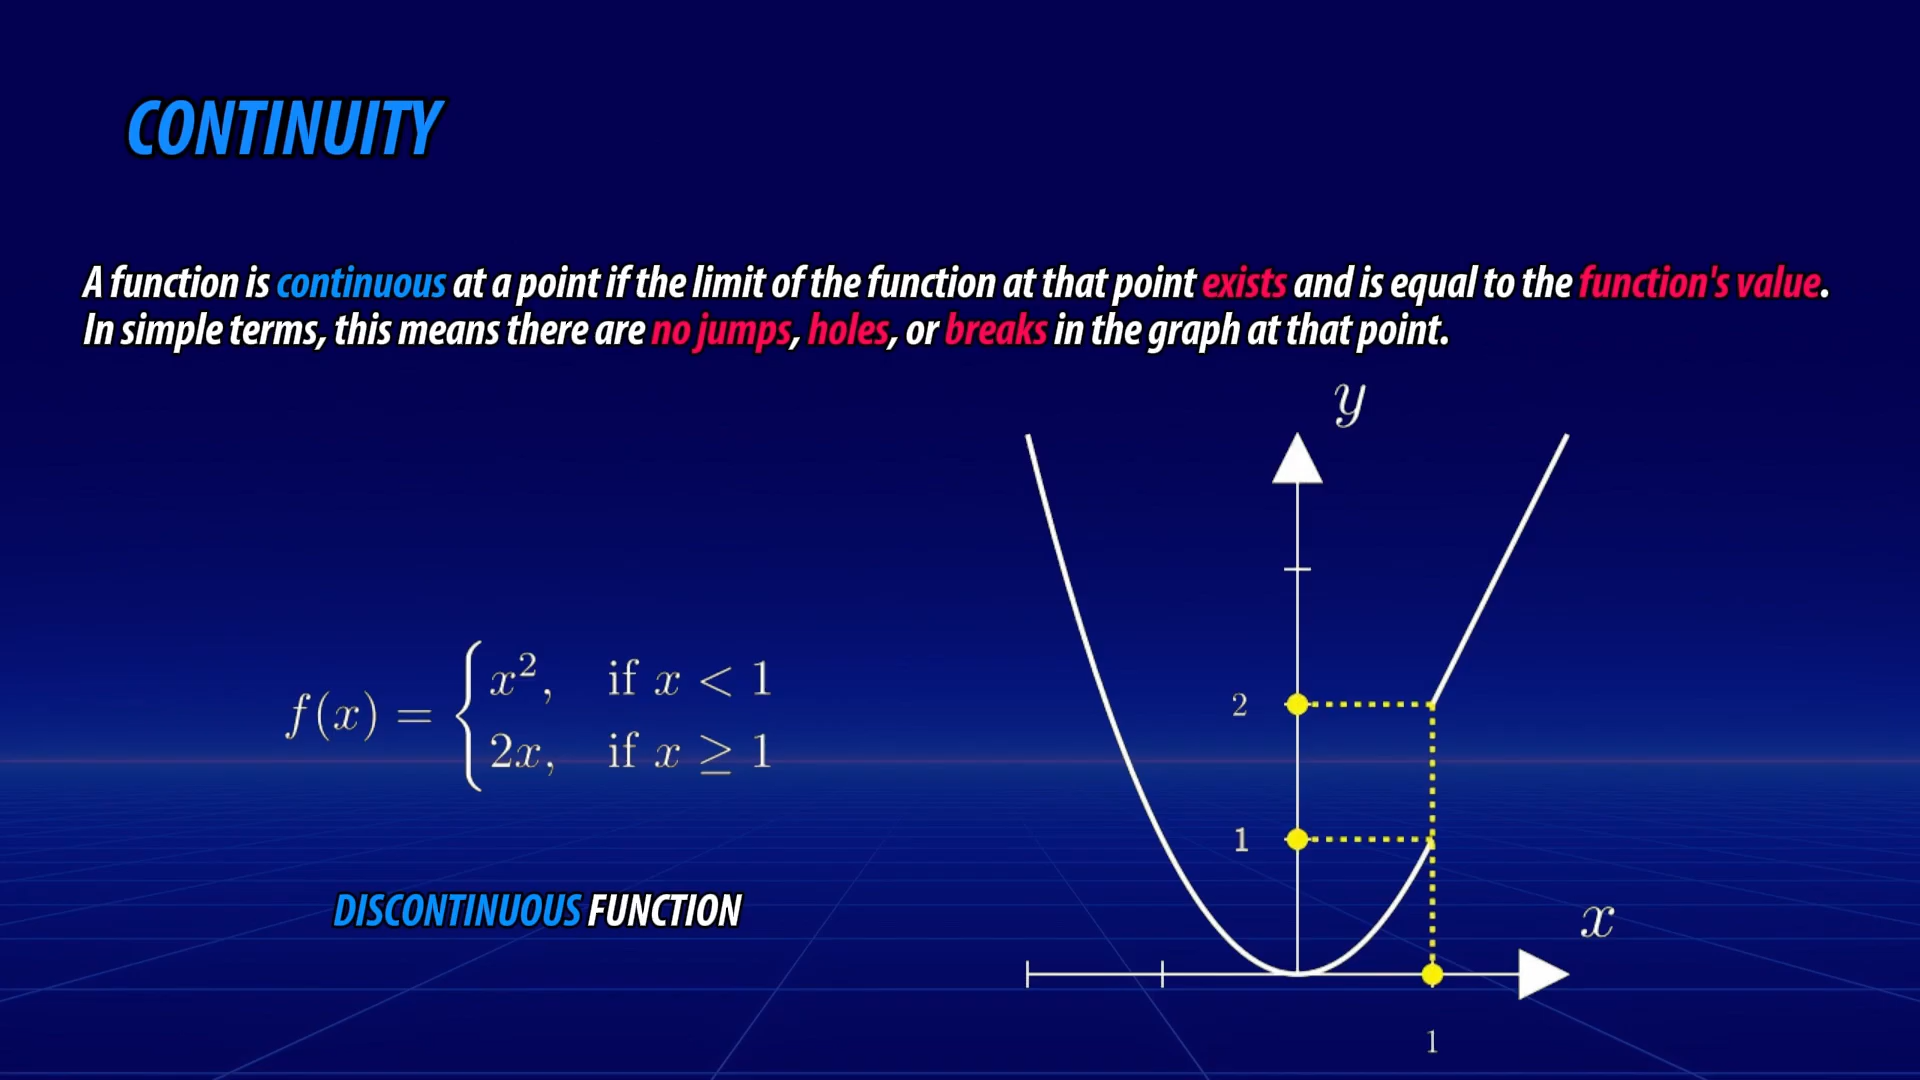 CONTINUITY
A function is continuous at a point if the limit of the function at that point exists and is equal to the function's value.
In simple terms, this means there are no jumps, holes, or breaks in the graph at that point.
y
f(x) = { x², if x < 1
2x, if x ≥ 1
2
1
DISCONTINUOUS FUNCTION
x
1